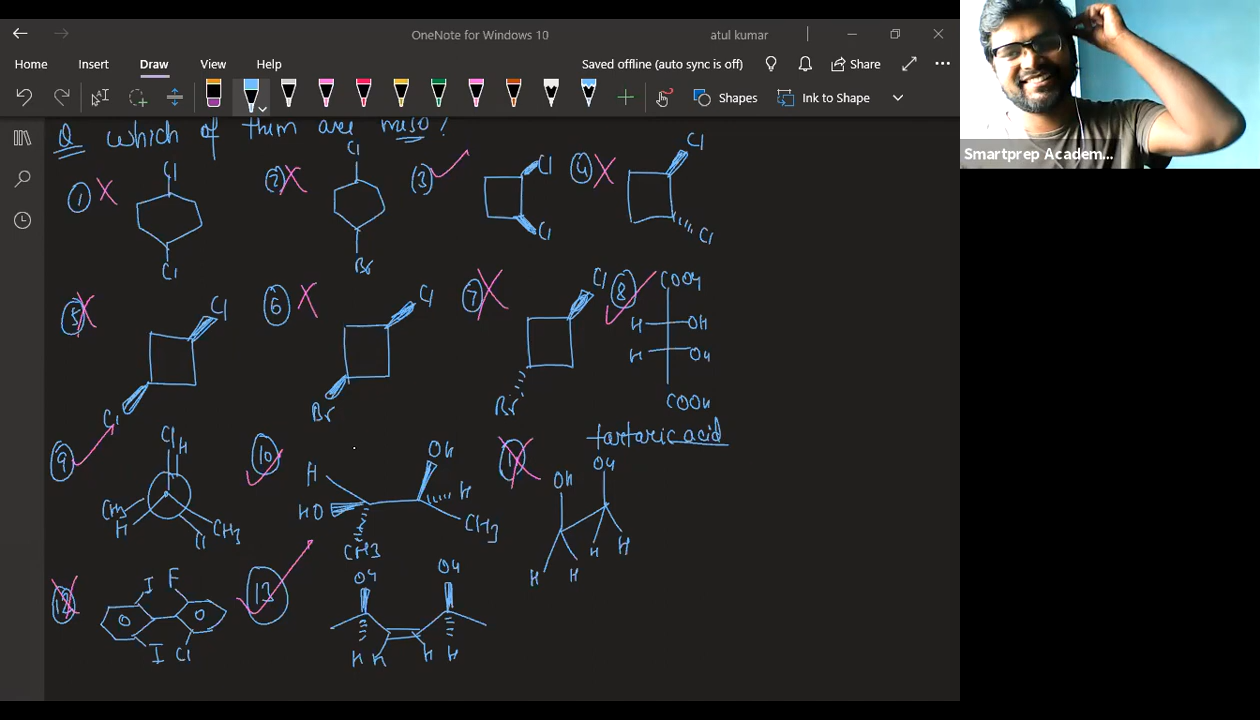 OneNote for Windows 10
atul kumar
Home Insert Draw View Help
Saved offline (auto sync is off)
Share
Shapes
Ink to Shape
Smartprep Academ...
Q which of them are meso?
① Cl Cl
② Cl Br
③ Cl Cl
④ Cl Cl
⑤ Cl Cl
⑥ Cl Br
⑦ Cl Br
⑧ COOH
H OH
H OH
COOH
tartaric acid
⑨ Cl H
CH3 H Cl CH3
⑩ H OH
HO H
CH3 CH3
OH OH
H H H H
⑫ I F
I Cl
⑬ OH OH
H H H H